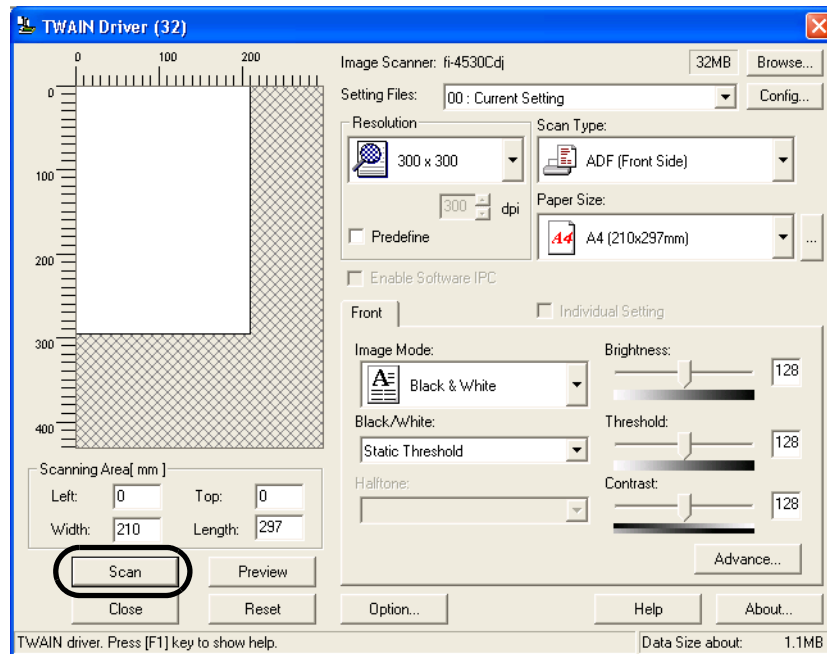 TWAIN Driver (32)
0 100 200
0
100
200
300
400
Scanning Area[ mm ]
Left: 0 Top: 0
Width: 210 Length: 297
Scan Preview
Close Reset
Image Scanner: fi-4530Cdj 32MB Browse...
Setting Files: 00 : Current Setting Config...
Resolution
300 x 300
300 dpi
Predefine
Scan Type:
ADF (Front Side)
Paper Size:
A4 A4 (210x297mm) ...
Enable Software IPC
Front Individual Setting
Image Mode:
A Black & White
Black/White:
Static Threshold
Halftone:
Brightness:
128
Threshold:
128
Contrast:
128
Advance...
Option... Help About...
TWAIN driver. Press [F1] key to show help. Data Size about: 1.1MB